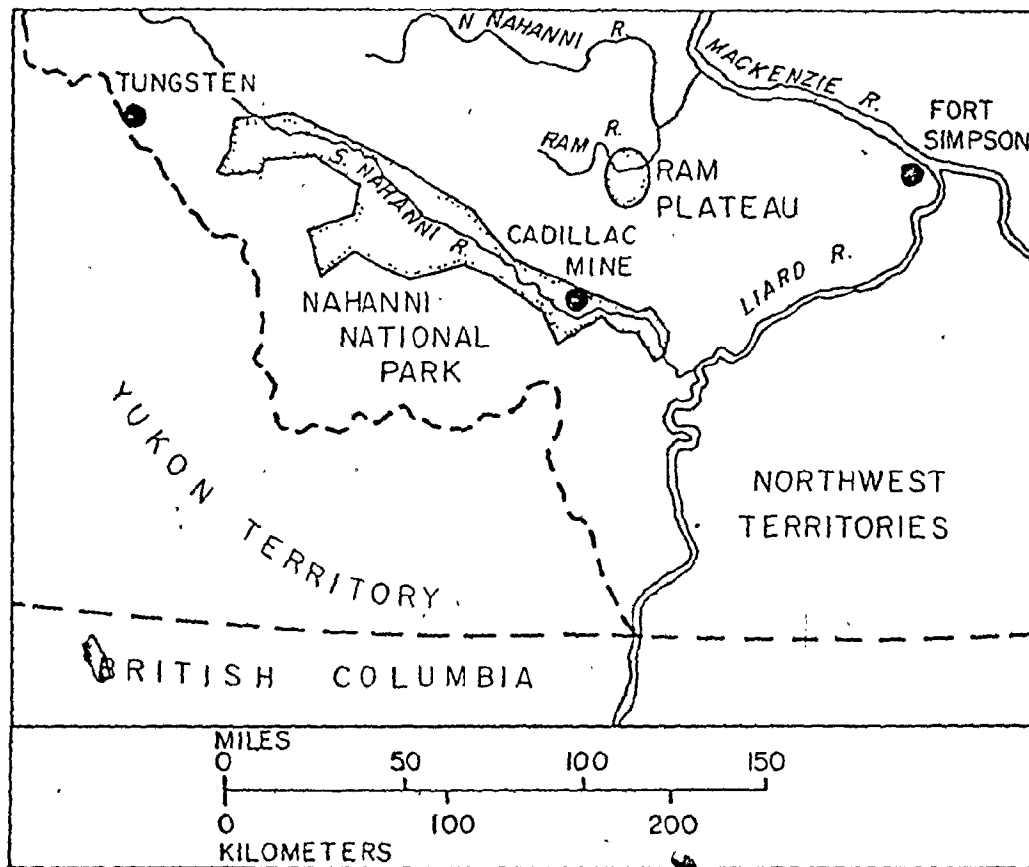 N NAHANNI R.
MACKENZIE R.
TUNGSTEN
FORT
SIMPSON
RAM R.
RAM
PLATEAU
S. NAHANNI R.
CADILLAC
MINE
LIARD R.
NAHANNI
NATIONAL
PARK
YUKON TERRITORY
NORTHWEST
TERRITORIES
BRITISH COLUMBIA
MILES
0 50 100 150
0 100 200
KILOMETERS